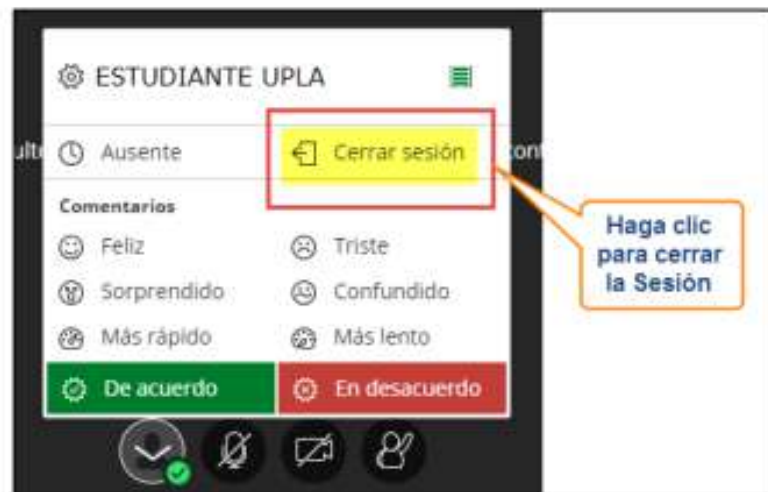 ESTUDIANTE UPLA
Ausente
Cerrar sesión
Comentarios
Feliz
Triste
Sorprendido
Confundido
Más rápido
Más lento
De acuerdo
En desacuerdo
Haga clic
para cerrar
la Sesión